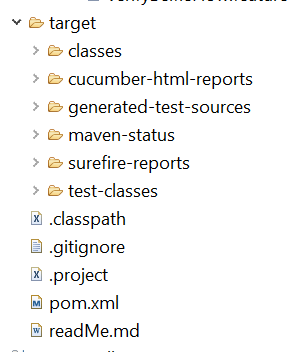 target
classes
cucumber-html-reports
generated-test-sources
maven-status
surefire-reports
test-classes
.classpath
.gitignore
.project
pom.xml
readMe.md